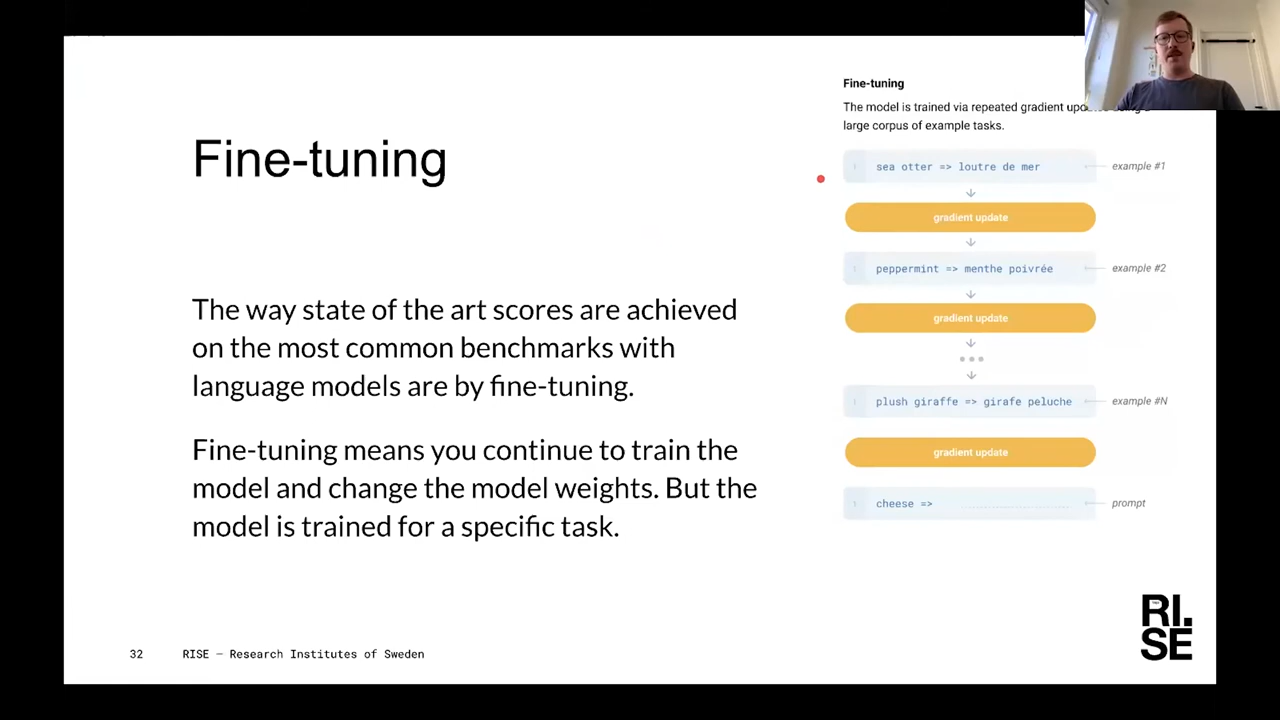 Fine-tuning
The way state of the art scores are achieved
on the most common benchmarks with
language models are by fine-tuning.
Fine-tuning means you continue to train the
model and change the model weights. But the
model is trained for a specific task.
Fine-tuning
The model is trained via repeated gradient
large corpus of example tasks.
sea otter => loutre de mer
example #1
gradient update
peppermint => menthe poivrée
example #2
gradient update
plush giraffe => girafe peluche
example #N
gradient update
cheese =>
prompt
32
RISE — Research Institutes of Sweden
RI.
SE